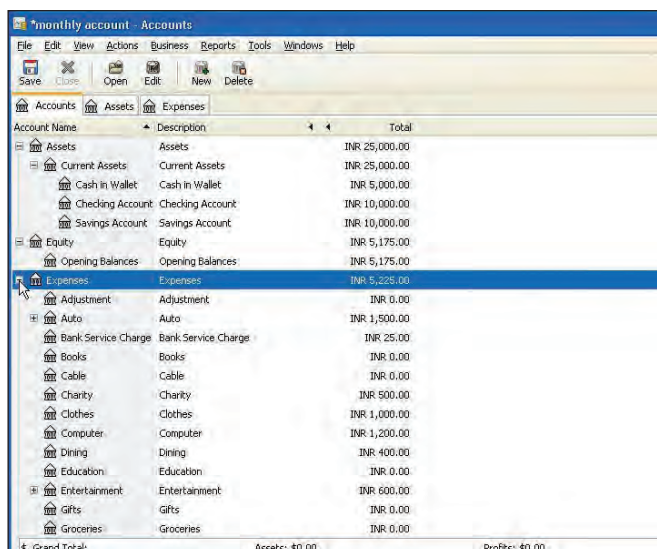 *monthly account - Accounts
File Edit View Actions Business Reports Tools Windows Help
Save Close Open Edit New Delete
Accounts Assets Expenses
Account Name Description Total
Assets Assets INR 25,000.00
Current Assets Current Assets INR 25,000.00
Cash in Wallet Cash in Wallet INR 5,000.00
Checking Account Checking Account INR 10,000.00
Savings Account Savings Account INR 10,000.00
Equity Equity INR 5,175.00
Opening Balances Opening Balances INR 5,175.00
Expenses Expenses INR 5,225.00
Adjustment Adjustment INR 0.00
Auto Auto INR 1,500.00
Bank Service Charge Bank Service Charge INR 25.00
Books Books INR 0.00
Cable Cable INR 0.00
Charity Charity INR 500.00
Clothes Clothes INR 1,000.00
Computer Computer INR 1,200.00
Dining Dining INR 400.00
Education Education INR 0.00
Entertainment Entertainment INR 600.00
Gifts Gifts INR 0.00
Groceries Groceries INR 0.00
$, Grand Total: Assets: $0.00 Profits: $0.00